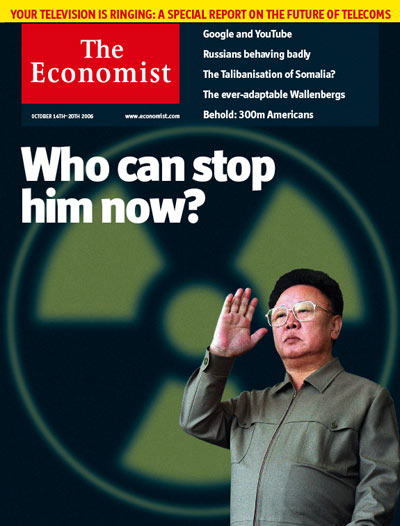 YOUR TELEVISION IS RINGING: A SPECIAL REPORT ON THE FUTURE OF TELECOMS
The
Economist
OCTOBER 14TH–20TH 2006
www.economist.com
Google and YouTube
Russians behaving badly
The Talibanisation of Somalia?
The ever-adaptable Wallenbergs
Behold: 300m Americans
Who can stop
him now?